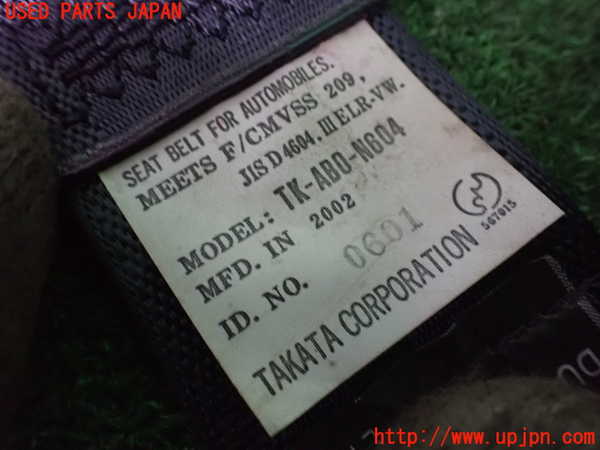 USED PARTS JAPAN
SEAT BELT FOR AUTOMOBILES.
MEETS F/CMVSS 209,
JIS D 4604. III ELR-VW.
MODEL: TK-AB0-N604
MFD. IN 2002
ID. NO. 0601
TAKATA CORPORATION
567015
http://www.upjpn.com/